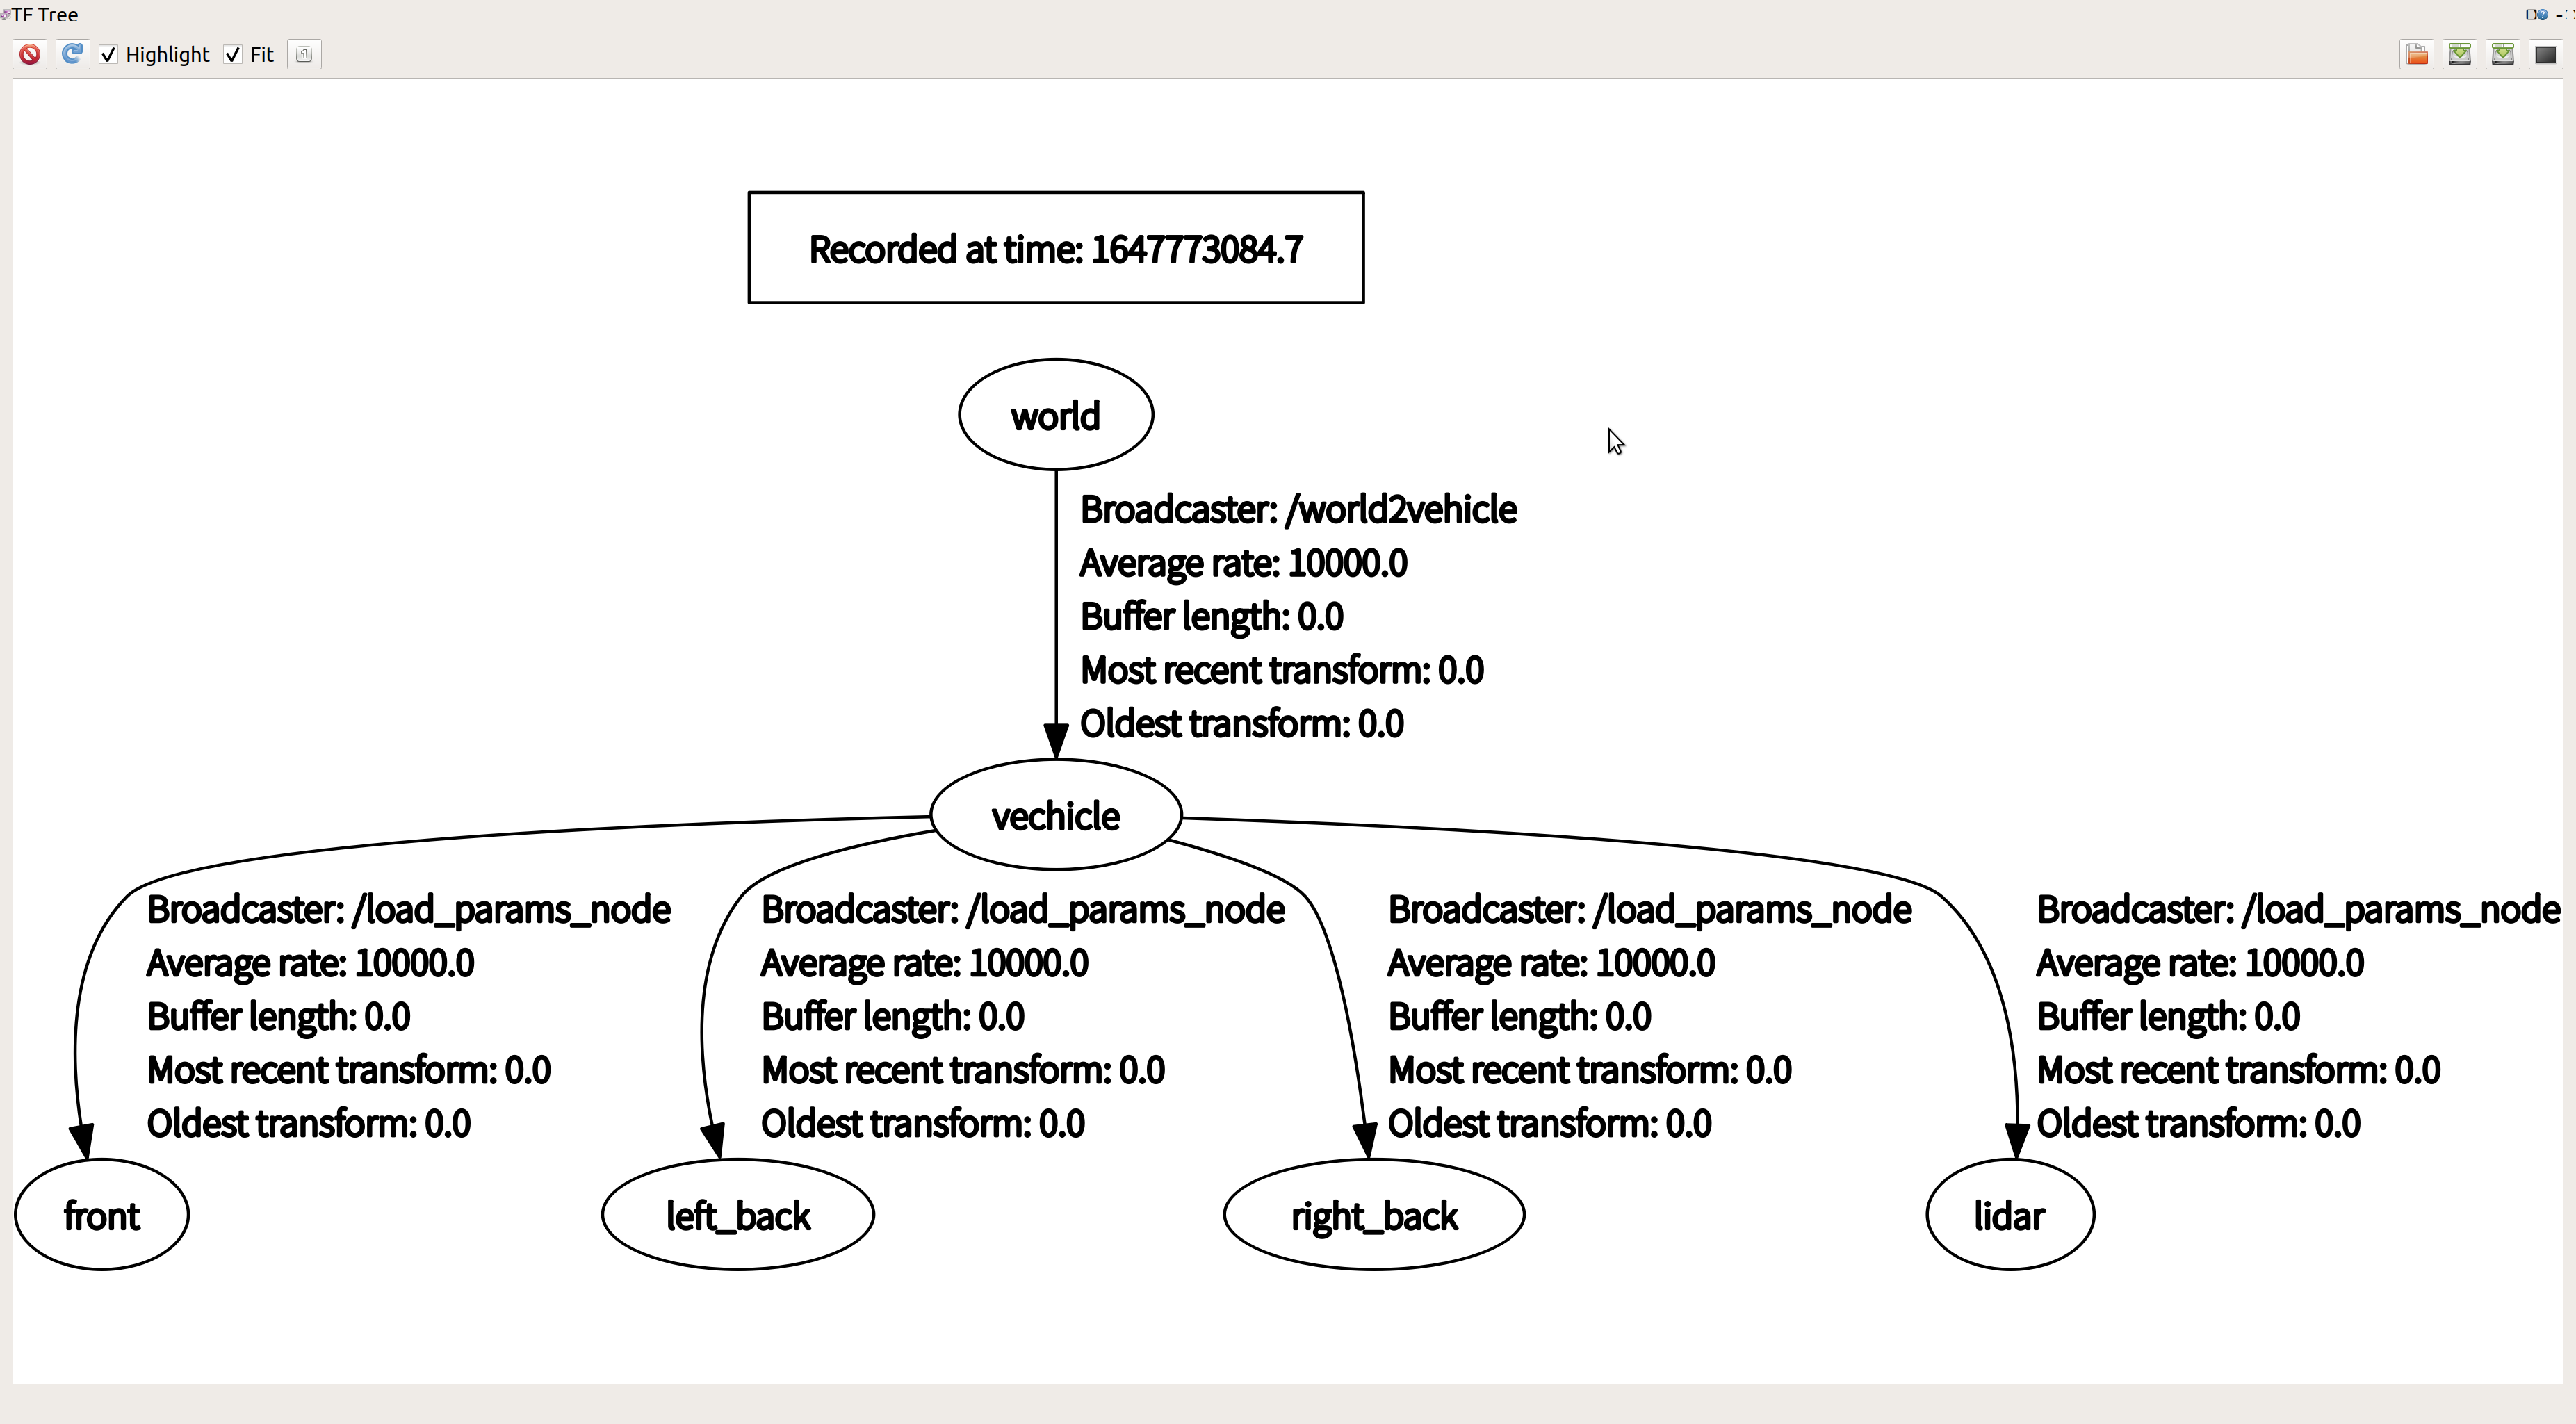 TF Tree
Highlight Fit
Recorded at time: 1647773084.7
world
Broadcaster: /world2vehicle
Average rate: 10000.0
Buffer length: 0.0
Most recent transform: 0.0
Oldest transform: 0.0
vechicle
Broadcaster: /load_params_node
Average rate: 10000.0
Buffer length: 0.0
Most recent transform: 0.0
Oldest transform: 0.0
Broadcaster: /load_params_node
Average rate: 10000.0
Buffer length: 0.0
Most recent transform: 0.0
Oldest transform: 0.0
Broadcaster: /load_params_node
Average rate: 10000.0
Buffer length: 0.0
Most recent transform: 0.0
Oldest transform: 0.0
Broadcaster: /load_params_node
Average rate: 10000.0
Buffer length: 0.0
Most recent transform: 0.0
Oldest transform: 0.0
front
left_back
right_back
lidar